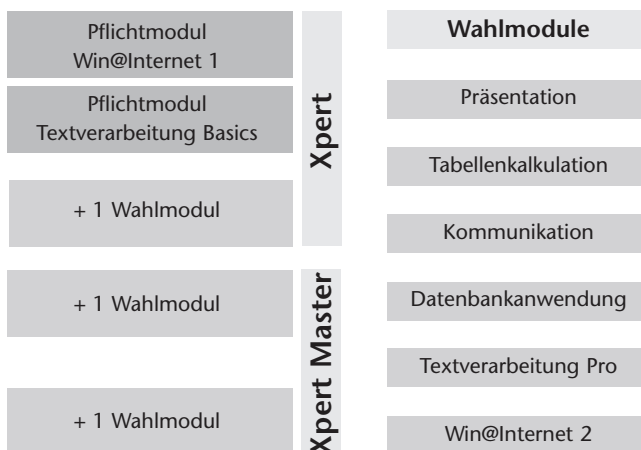 Pflichtmodul
Win@Internet 1
Pflichtmodul
Textverarbeitung Basics
+ 1 Wahlmodul
Xpert
+ 1 Wahlmodul
+ 1 Wahlmodul
Xpert Master
Wahlmodule
Präsentation
Tabellenkalkulation
Kommunikation
Datenbankanwendung
Textverarbeitung Pro
Win@Internet 2